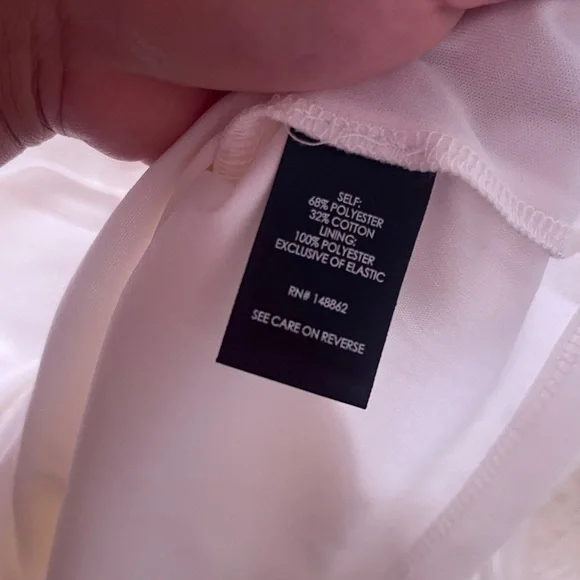 SELF:
68% POLYESTER
32% COTTON
LINING:
100% POLYESTER
EXCLUSIVE OF ELASTIC
RN# 148862
SEE CARE ON REVERSE